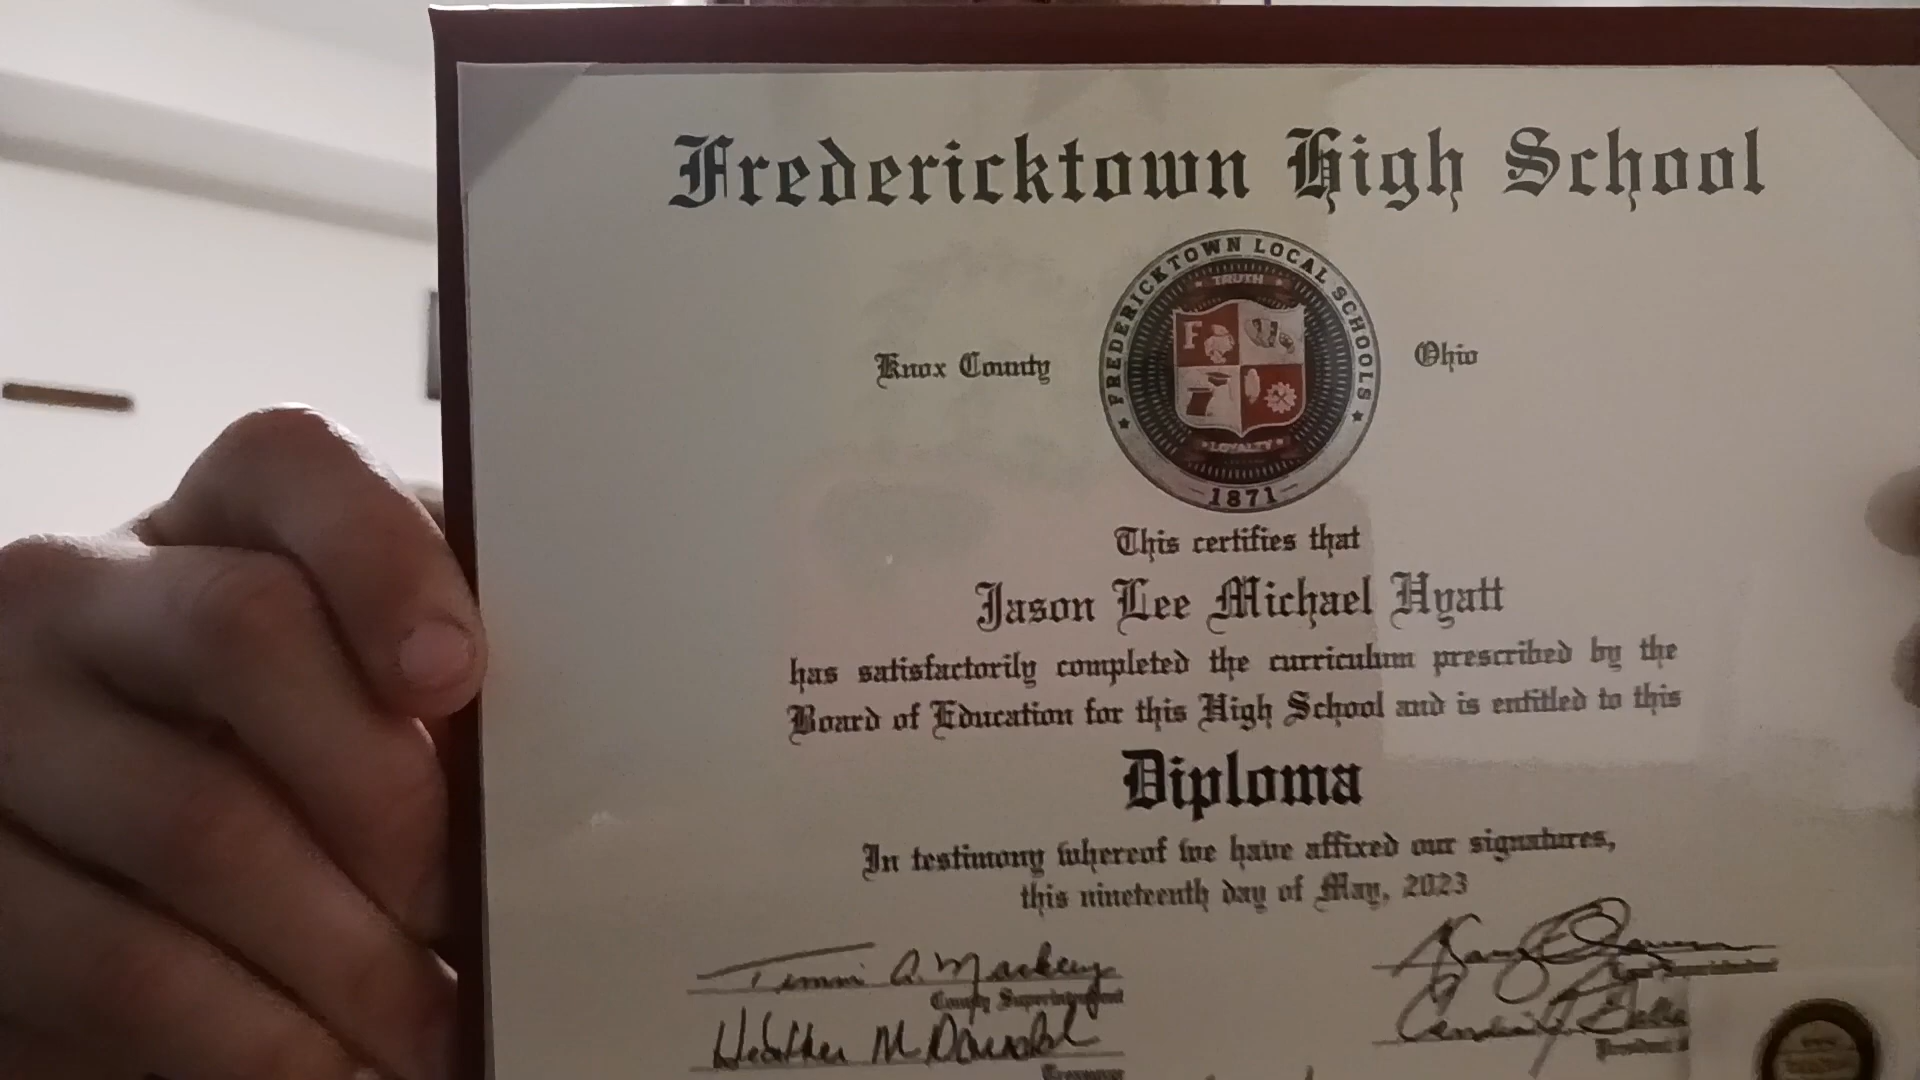 Fredericktown High School
FREDERICKTOWN LOCAL SCHOOLS
TRUTH
F
Knox County
Ohio
LOYALTY
1871
This certifies that
Jason Lee Michael Hyatt
has satisfactorily completed the curriculum prescribed by the
Board of Education for this High School and is entitled to this
Diploma
In testimony whereof we have affixed our signatures,
this nineteenth day of May, 2023
County Superintendent
President